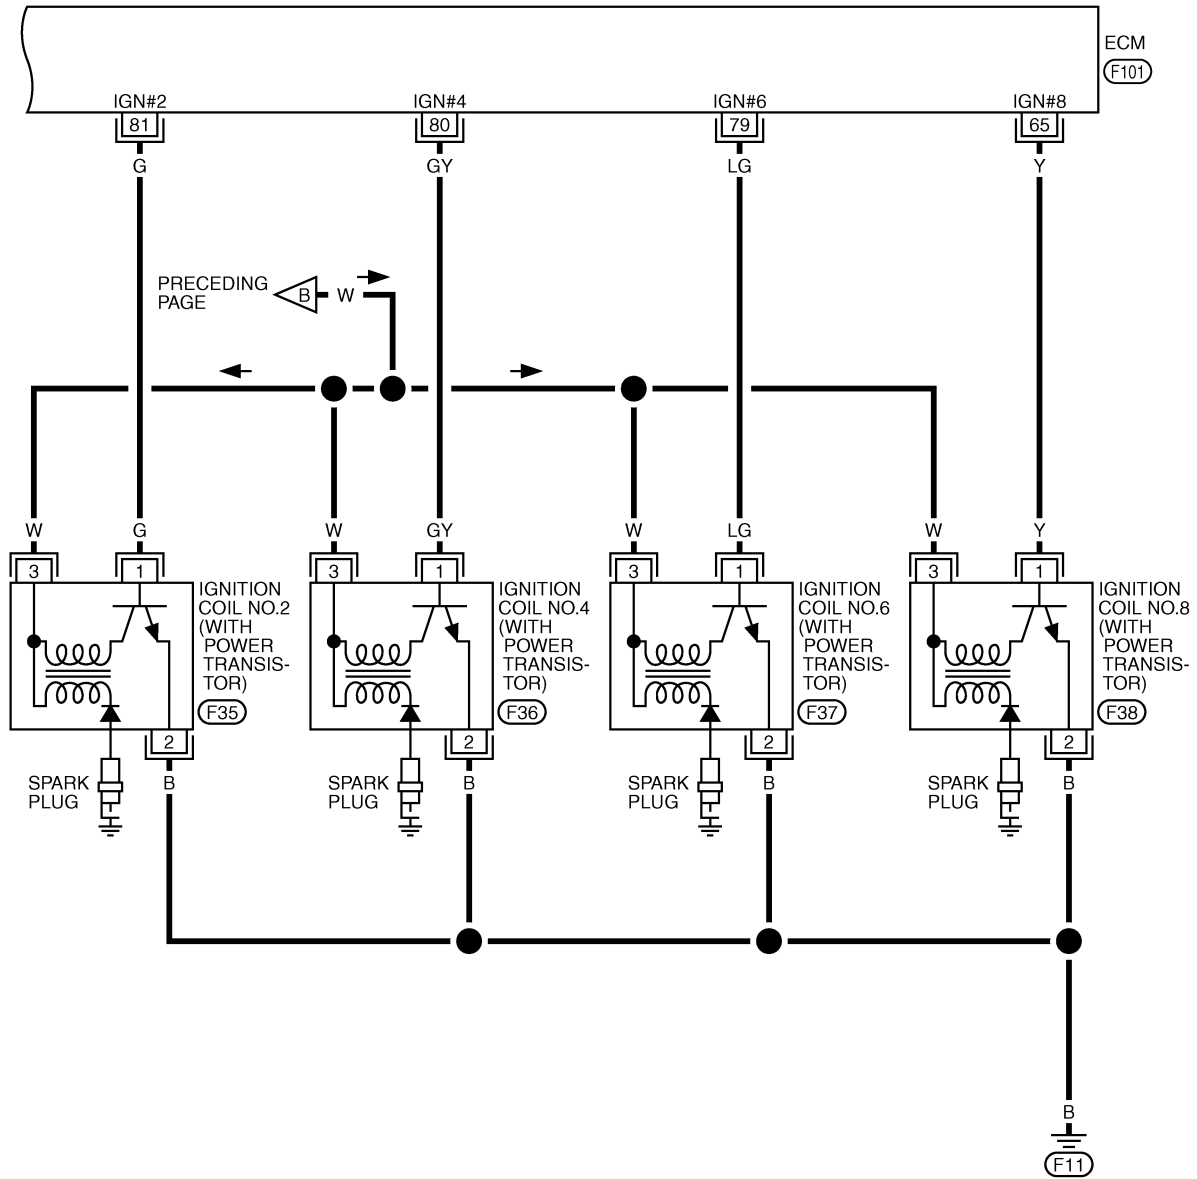 ECM
F101
IGN#2 IGN#4 IGN#6 IGN#8
81 80 79 65
G GY LG Y
PRECEDING
PAGE
B W
W G W GY W LG W Y
3 1 3 1 3 1 3 1
IGNITION
COIL NO.2
(WITH
POWER
TRANSIS-
TOR)
F35
IGNITION
COIL NO.4
(WITH
POWER
TRANSIS-
TOR)
F36
IGNITION
COIL NO.6
(WITH
POWER
TRANSIS-
TOR)
F37
IGNITION
COIL NO.8
(WITH
POWER
TRANSIS-
TOR)
F38
2 2 2 2
SPARK
PLUG
B
SPARK
PLUG
B
SPARK
PLUG
B
SPARK
PLUG
B
B
F11